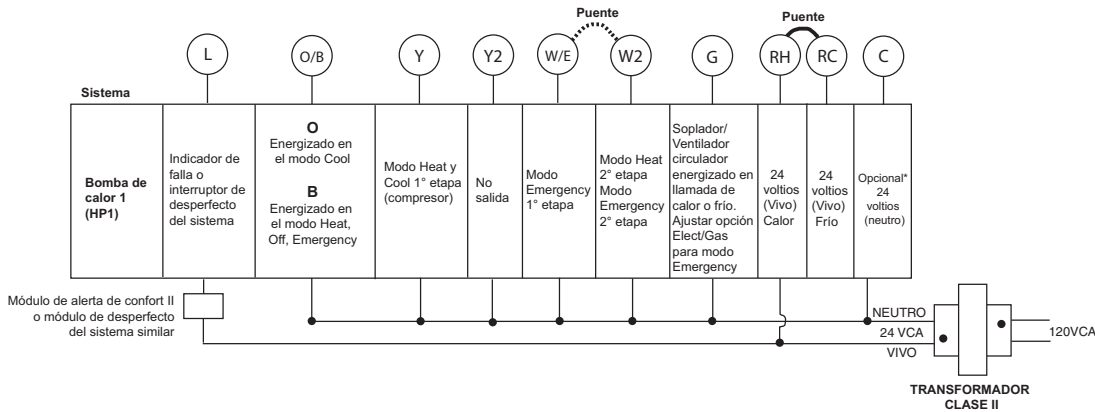 Puente
Puente
L
O/B
Y
Y2
W/E
W2
G
RH
RC
C
Sistema
Bomba de
calor 1
(HP1)
Indicador de
falla o
interruptor de
desperfecto
del sistema
O
Energizado en
el modo Cool
B
Energizado en
el modo Heat,
Off, Emergency
Modo Heat y
Cool 1° etapa
(compresor)
No
salida
Modo
Emergency
1° etapa
Modo Heat
2° etapa
Modo
Emergency
2° etapa
Soplador/
Ventilador
circulador
energizado en
llamada de
calor o frío.
Ajustar opción
Elect/Gas
para modo
Emergency
24
voltios
(Vivo)
Calor
24
voltios
(Vivo)
Frío
Opcional*
24
voltios
(neutro)
Módulo de alerta de confort II
o módulo de desperfecto
del sistema similar
NEUTRO
24 VCA
VIVO
120VCA
TRANSFORMADOR
CLASE II